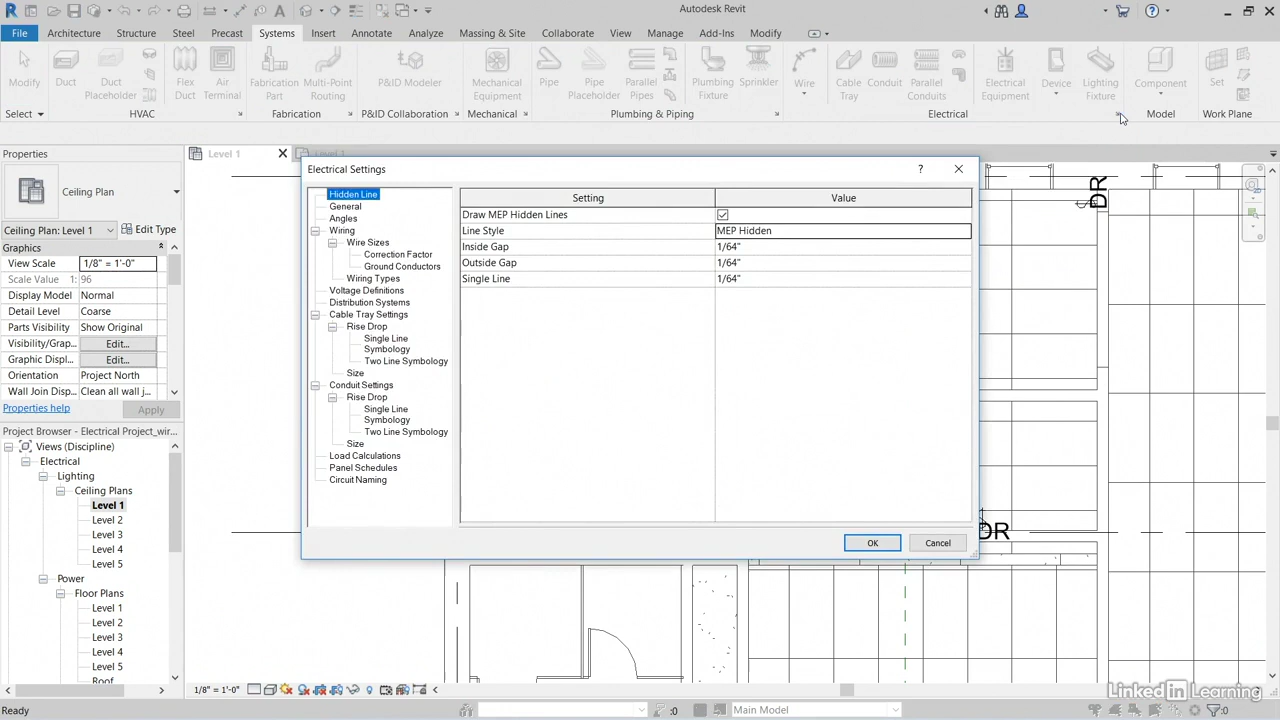 Autodesk Revit
File Architecture Structure Steel Precast Systems Insert Annotate Analyze Massing & Site Collaborate View Manage Add-Ins Modify
Modify Duct Duct Placeholder Flex Duct Air Terminal Fabrication Part Multi-Point Routing P&ID Modeler Mechanical Equipment Pipe Pipe Placeholder Parallel Pipes Plumbing Fixture Sprinkler Wire Cable Tray Conduit Parallel Conduits Electrical Equipment Device Lighting Fixture Component Set
Select HVAC Fabrication P&ID Collaboration Mechanical Plumbing & Piping Electrical Model Work Plane
Properties
Level 1
Level 1
Ceiling Plan
Ceiling Plan: Level 1 Edit Type
Graphics
View Scale 1/8" = 1'-0"
Scale Value 1: 96
Display Model Normal
Detail Level Coarse
Parts Visibility Show Original
Visibility/Grap... Edit...
Graphic Displ... Edit...
Orientation Project North
Wall Join Disp... Clean all wall j...
Properties help Apply
Project Browser - Electrical Project_wir...
Views (Discipline)
Electrical
Lighting
Ceiling Plans
Level 1
Level 2
Level 3
Level 4
Level 5
Power
Floor Plans
Level 1
Level 2
Level 3
Level 4
Level 5
Roof
Electrical Settings
?
Hidden Line
General
Angles
Wiring
Wire Sizes
Correction Factor
Ground Conductors
Wiring Types
Voltage Definitions
Distribution Systems
Cable Tray Settings
Rise Drop
Single Line
Symbology
Two Line Symbology
Size
Conduit Settings
Rise Drop
Single Line
Symbology
Two Line Symbology
Size
Load Calculations
Panel Schedules
Circuit Naming
Setting Value
Draw MEP Hidden Lines
Line Style MEP Hidden
Inside Gap 1/64"
Outside Gap 1/64"
Single Line 1/64"
OK Cancel
DR
DR
1/8" = 1'-0"
Linked in Learning
Ready :0 Main Model :0